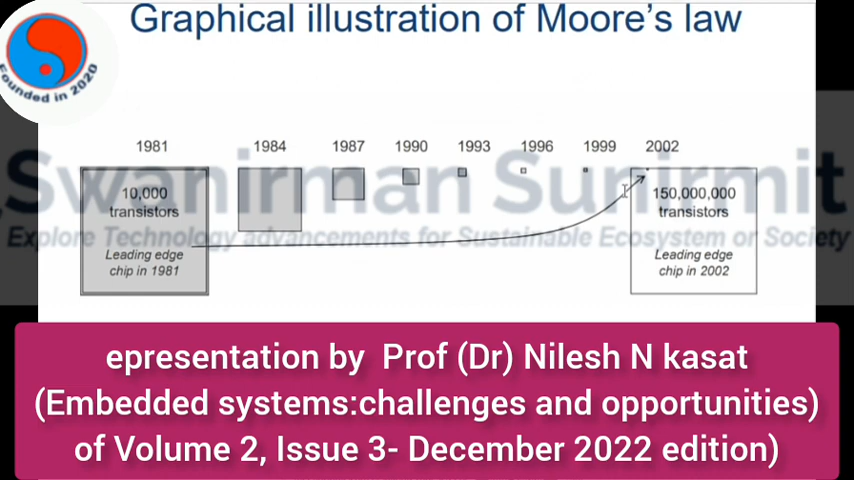 Graphical illustration of Moore's law
Founded in 2020
1981 1984 1987 1990 1993 1996 1999 2002
Swanirman Sunirmit
10,000
transistors
150,000,000
transistors
Explore Technology advancements for Sustainable Ecosystem or Society
Leading edge
chip in 1981
Leading edge
chip in 2002
epresentation by Prof (Dr) Nilesh N kasat
(Embedded systems:challenges and opportunities)
of Volume 2, Issue 3- December 2022 edition)